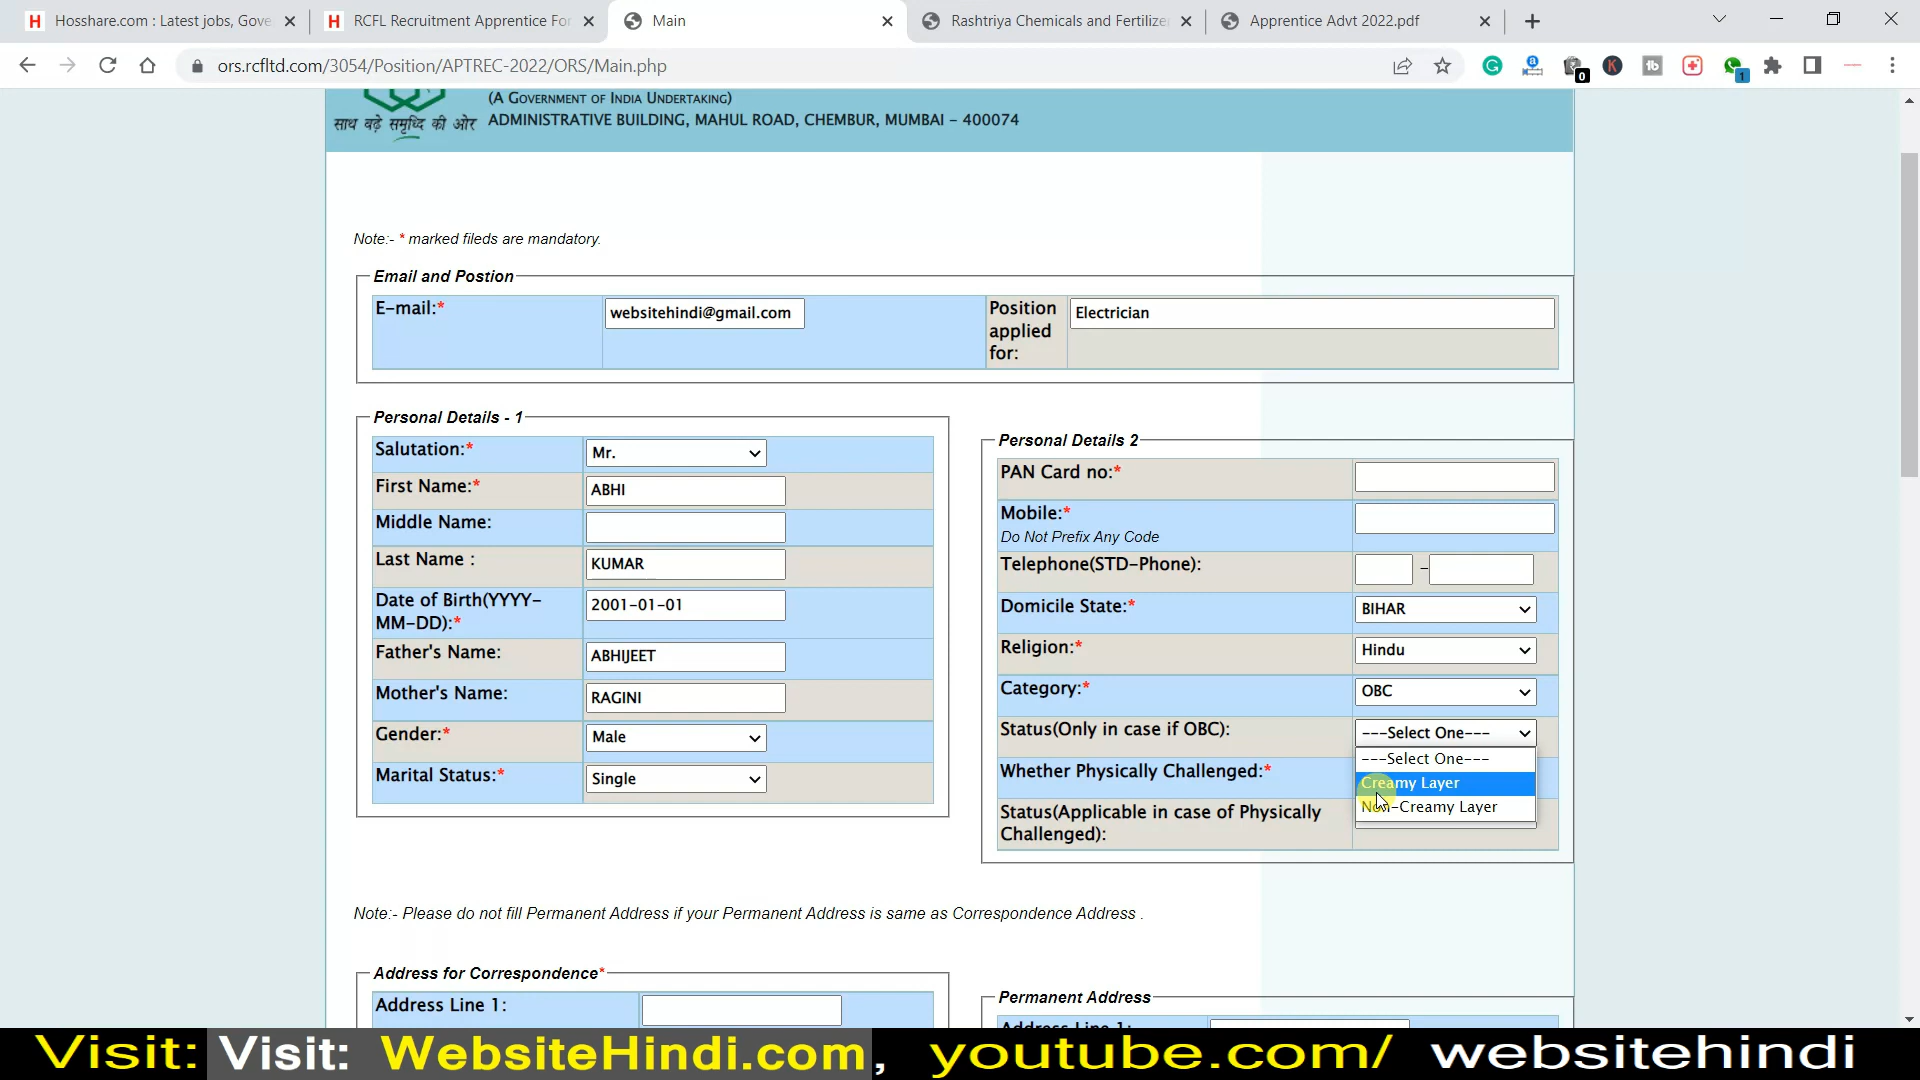 Hosshare.com : Latest jobs, Gove
RCFL Recruitment Apprentice For
Main
Rashtriya Chemicals and Fertilize
Apprentice Advt 2022.pdf
ors.rcfltd.com/3054/Position/APTREC-2022/ORS/Main.php
(A Government of India Undertaking)
साथ बढ़े समृध्दि की ओर
ADMINISTRATIVE BUILDING, MAHUL ROAD, CHEMBUR, MUMBAI – 400074
Note:- * marked fileds are mandatory.
Email and Postion
E-mail:*
websitehindi@gmail.com
Position applied for:
Electrician
Personal Details - 1
Salutation:*
Mr.
First Name:*
ABHI
Middle Name:
Last Name :
KUMAR
Date of Birth(YYYY-
MM-DD):*
2001-01-01
Father's Name:
ABHIJEET
Mother's Name:
RAGINI
Gender:*
Male
Marital Status:*
Single
Personal Details 2
PAN Card no:*
Mobile:*
Do Not Prefix Any Code
Telephone(STD-Phone):
–
Domicile State:*
BIHAR
Religion:*
Hindu
Category:*
OBC
Status(Only in case if OBC):
---Select One---
---Select One---
Creamy Layer
Non-Creamy Layer
Whether Physically Challenged:*
Status(Applicable in case of Physically
Challenged):
Note:- Please do not fill Permanent Address if your Permanent Address is same as Correspondence Address .
Address for Correspondence*
Address Line 1:
Permanent Address
Address Line 1:
Visit: Visit: WebsiteHindi.com, youtube.com/ websitehindi